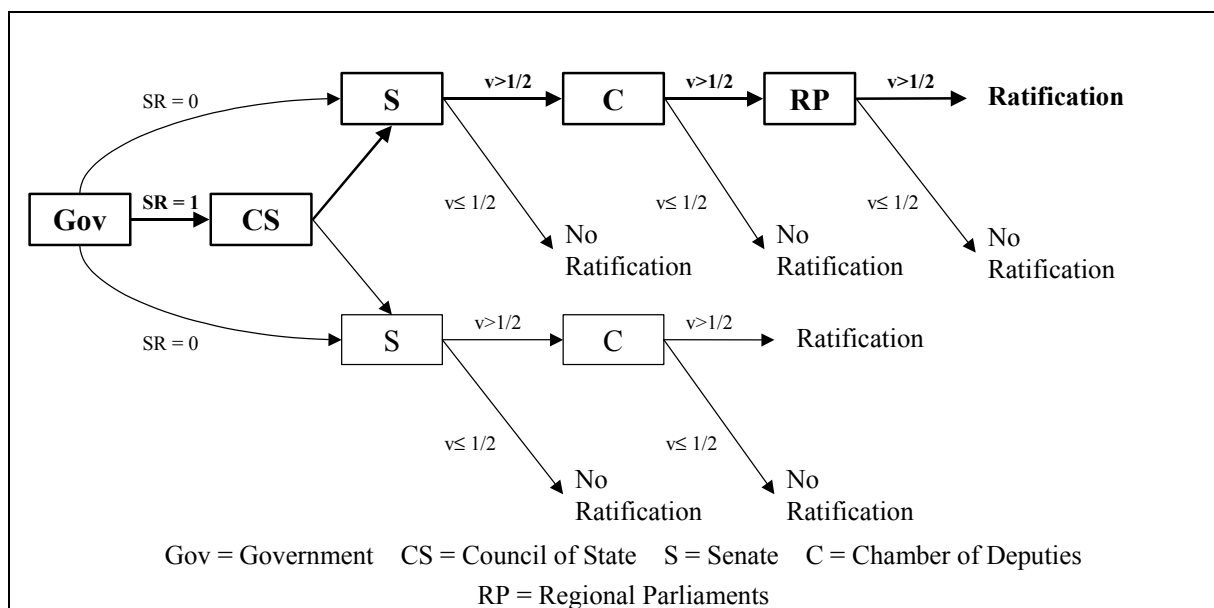 v>1/2 v>1/2 v>1/2
SR = 0 S C RP Ratification
SR = 1
Gov CS
v≤ 1/2 v≤ 1/2 v≤ 1/2
No No No
Ratification Ratification Ratification
SR = 0 S v>1/2 C v>1/2 Ratification
v≤ 1/2 v≤ 1/2
No No
Ratification Ratification
Gov = Government CS = Council of State S = Senate C = Chamber of Deputies
RP = Regional Parliaments